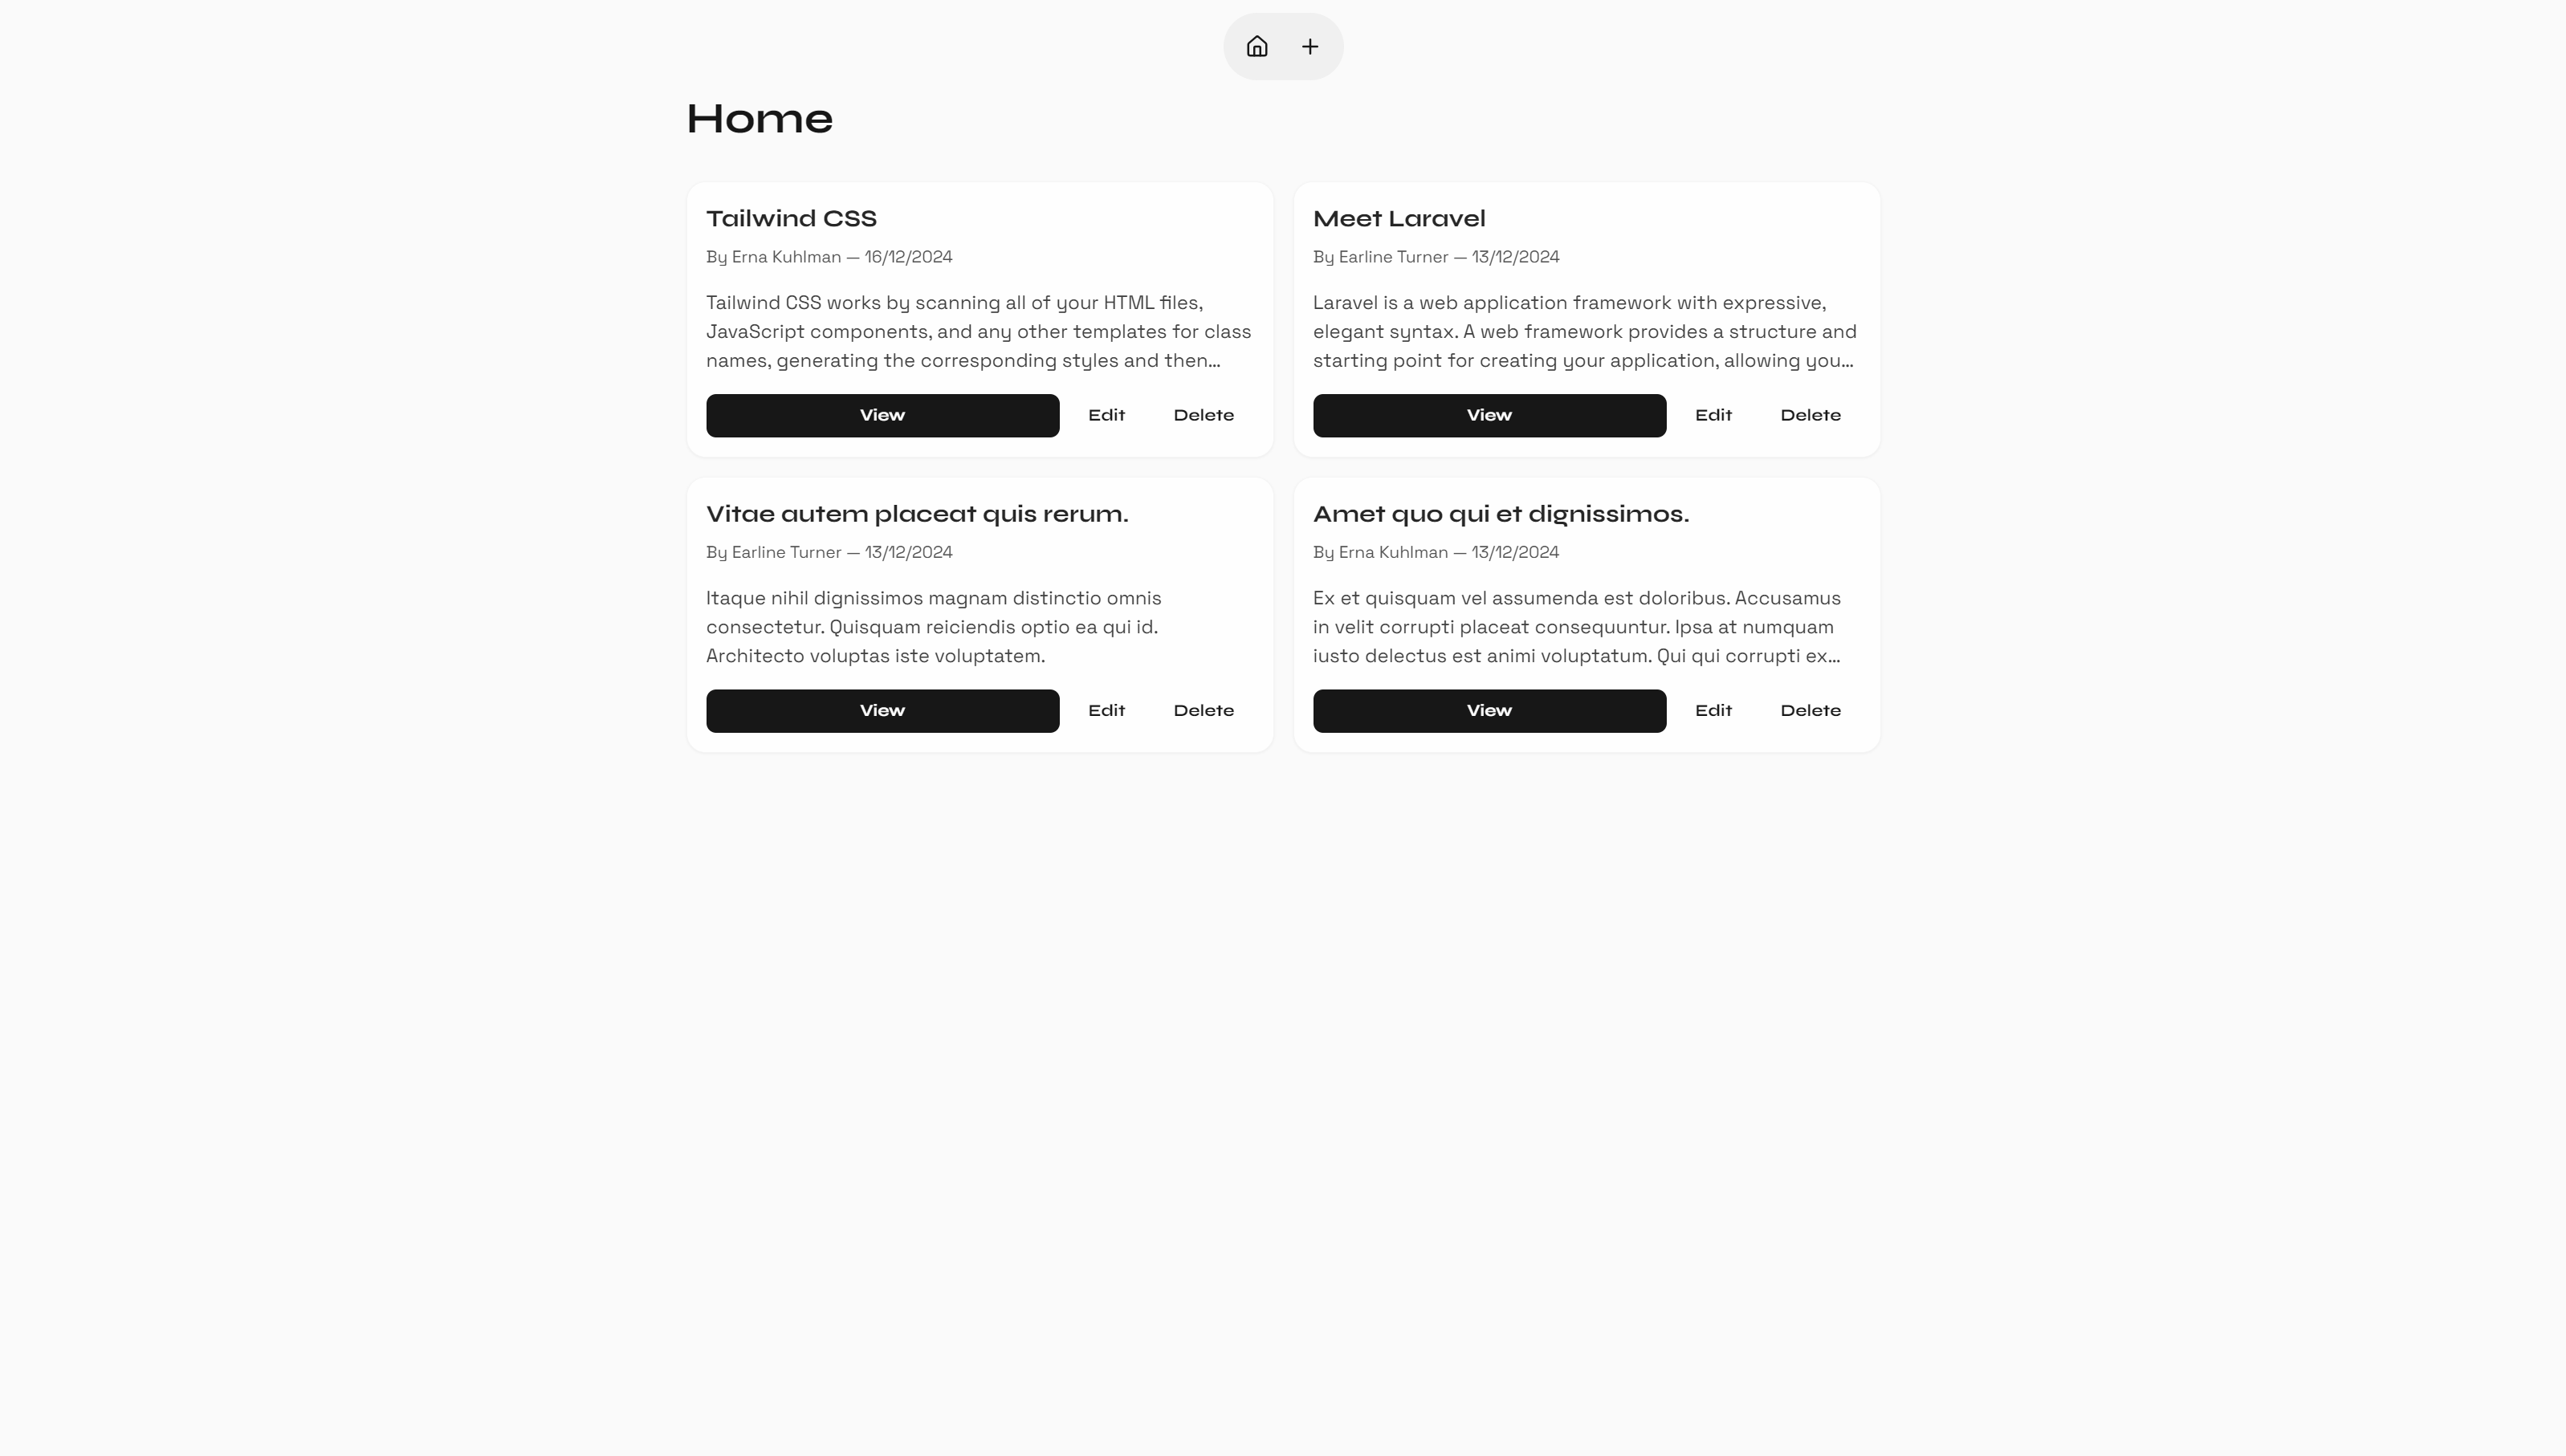 Home
Tailwind CSS
By Erna Kuhlman — 16/12/2024
Tailwind CSS works by scanning all of your HTML files,
JavaScript components, and any other templates for class
names, generating the corresponding styles and then...
View Edit Delete
Meet Laravel
By Earline Turner — 13/12/2024
Laravel is a web application framework with expressive,
elegant syntax. A web framework provides a structure and
starting point for creating your application, allowing you...
View Edit Delete
Vitae autem placeat quis rerum.
By Earline Turner — 13/12/2024
Itaque nihil dignissimos magnam distinctio omnis
consectetur. Quisquam reiciendis optio ea qui id.
Architecto voluptas iste voluptatem.
View Edit Delete
Amet quo qui et dignissimos.
By Erna Kuhlman — 13/12/2024
Ex et quisquam vel assumenda est doloribus. Accusamus
in velit corrupti placeat consequuntur. Ipsa at numquam
iusto delectus est animi voluptatum. Qui qui corrupti ex...
View Edit Delete